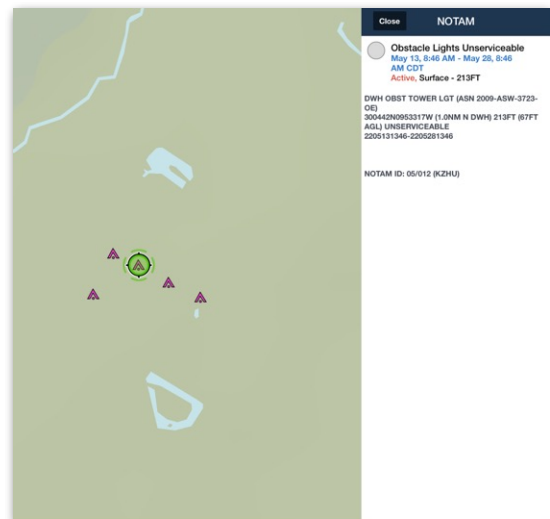 Close NOTAM
Obstacle Lights Unserviceable
May 13, 8:46 AM - May 28, 8:46
AM CDT
Active, Surface - 213FT
DWH OBST TOWER LGT (ASN 2009-ASW-3723-
OE)
300442N0953317W (1.0NM N DWH) 213FT (67FT
AGL) UNSERVICEABLE
2205131346-2205281346
NOTAM ID: 05/012 (KZHU)